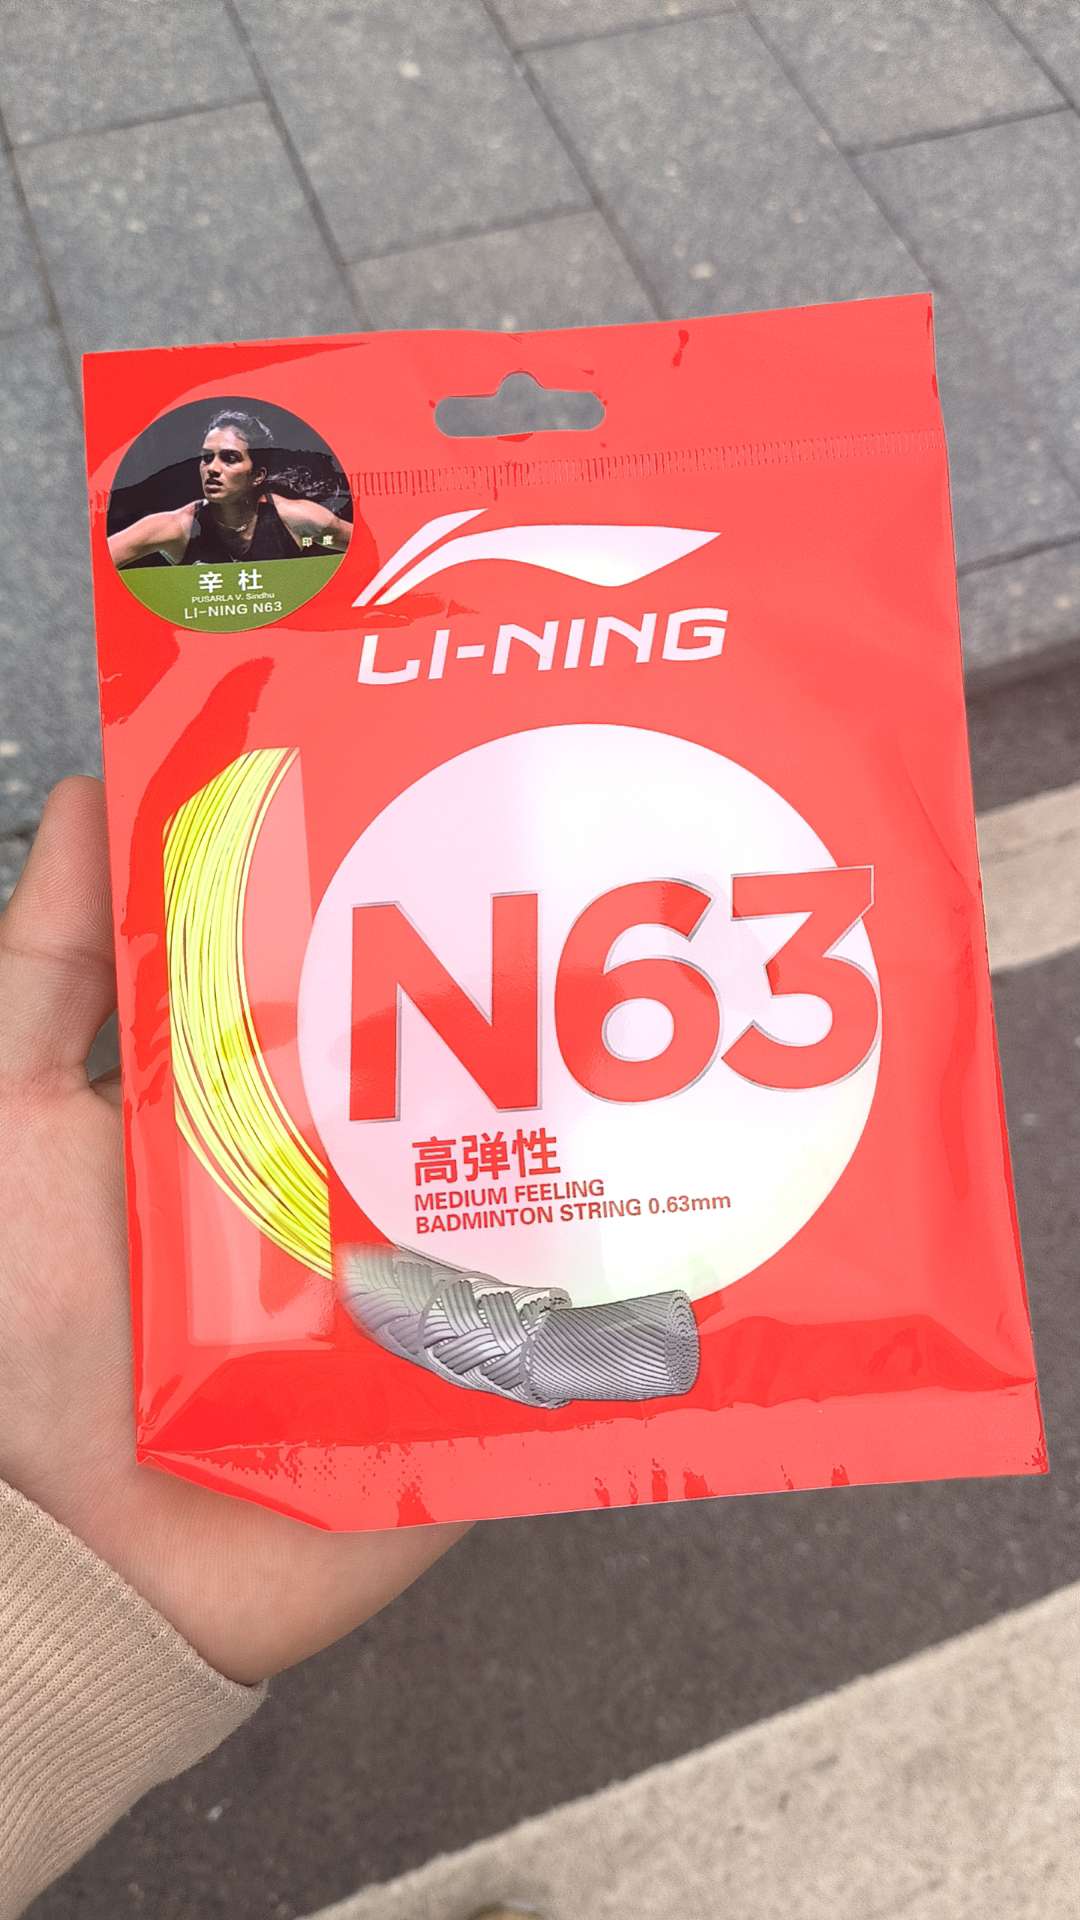 印 度
辛 杜
PUSARLA V. Sindhu
LI-NING N63
LI-NING
N63
高弹性
MEDIUM FEELING
BADMINTON STRING 0.63mm